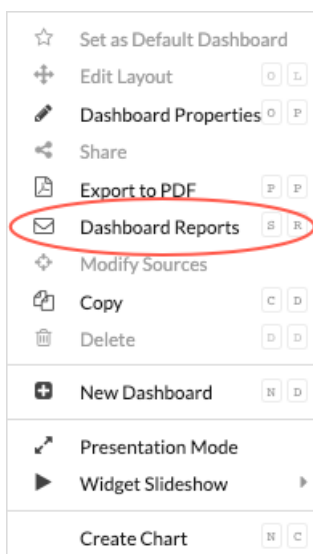 Set as Default Dashboard
Edit Layout O L
Dashboard Properties O P
Share
Export to PDF P P
Dashboard Reports S R
Modify Sources
Copy C D
Delete D D
New Dashboard N D
Presentation Mode
Widget Slideshow
Create Chart N C